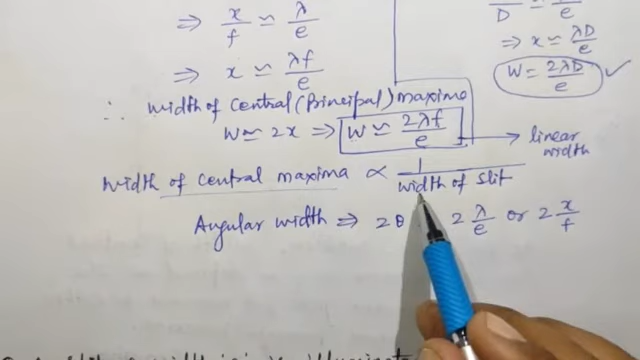 ⇒ x/f ≃ λ/e
⇒ x ≃ λf/e
D e
⇒ x ≃ λD/e
W = 2λD/e ✓
∴ Width of Central (Principal) maxima
W ≃ 2x ⇒ W ≃ 2λf/e → linear width
Width of Central maxima ∝ 1/width of slit
Angular width ⇒ 2θ 2 λ/e or 2 x/f